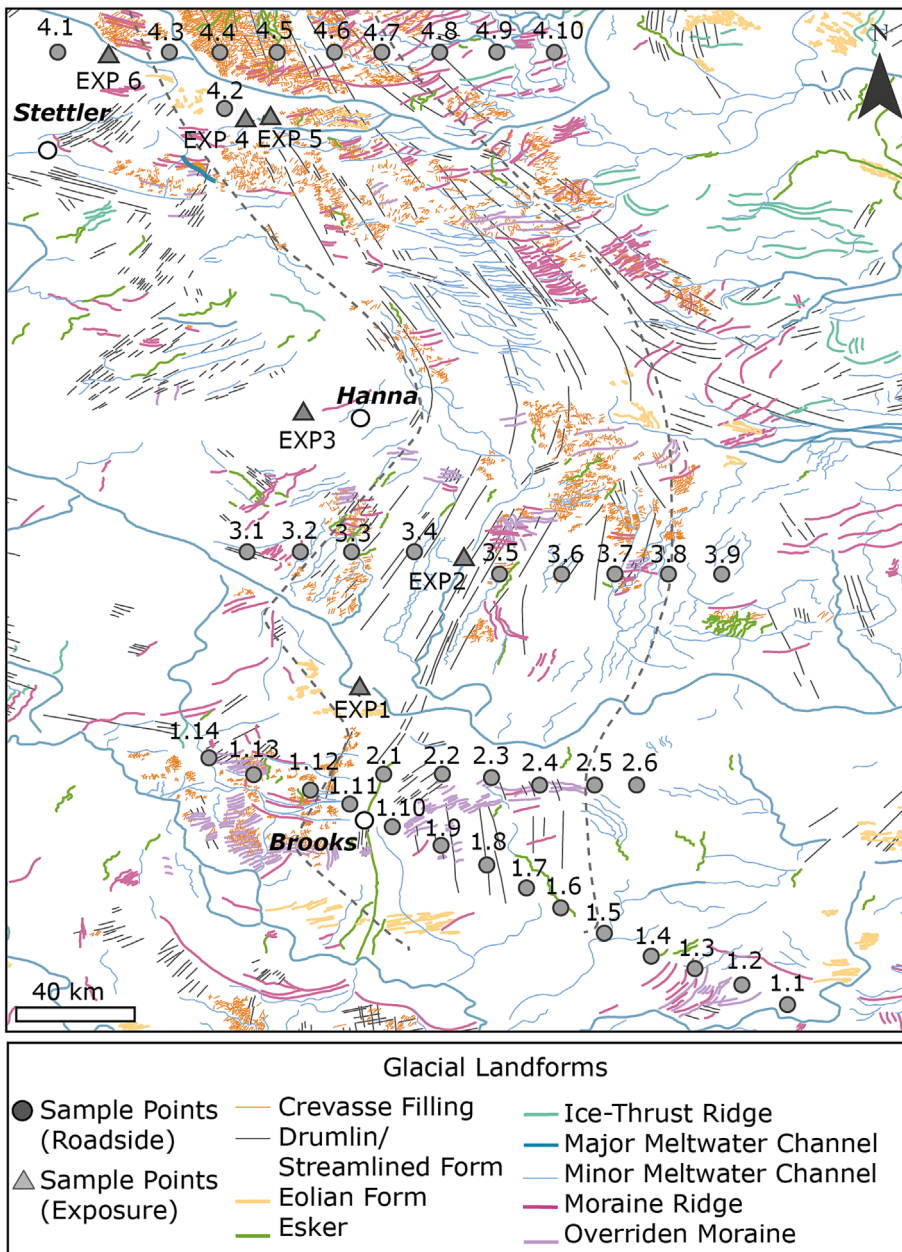 4.1 4.3 4.4 4.5 4.6 4.7 4.8 4.9 4.10
N
EXP 6
Stettler
4.2
EXP 4 EXP 5
Hanna
EXP3
3.1 3.2 3.3 3.4
EXP2
3.5 3.6 3.7 3.8 3.9
EXP1
1.14
1.13
1.12
1.11
2.1 2.2 2.3 2.4 2.5 2.6
1.10
Brooks
1.9
1.8
1.7
1.6
1.5
1.4
1.3
1.2
1.1
40 km
Glacial Landforms
Sample Points
(Roadside)
Sample Points
(Exposure)
Crevasse Filling
Drumlin/
Streamlined Form
Eolian Form
Esker
Ice-Thrust Ridge
Major Meltwater Channel
Minor Meltwater Channel
Moraine Ridge
Overriden Moraine